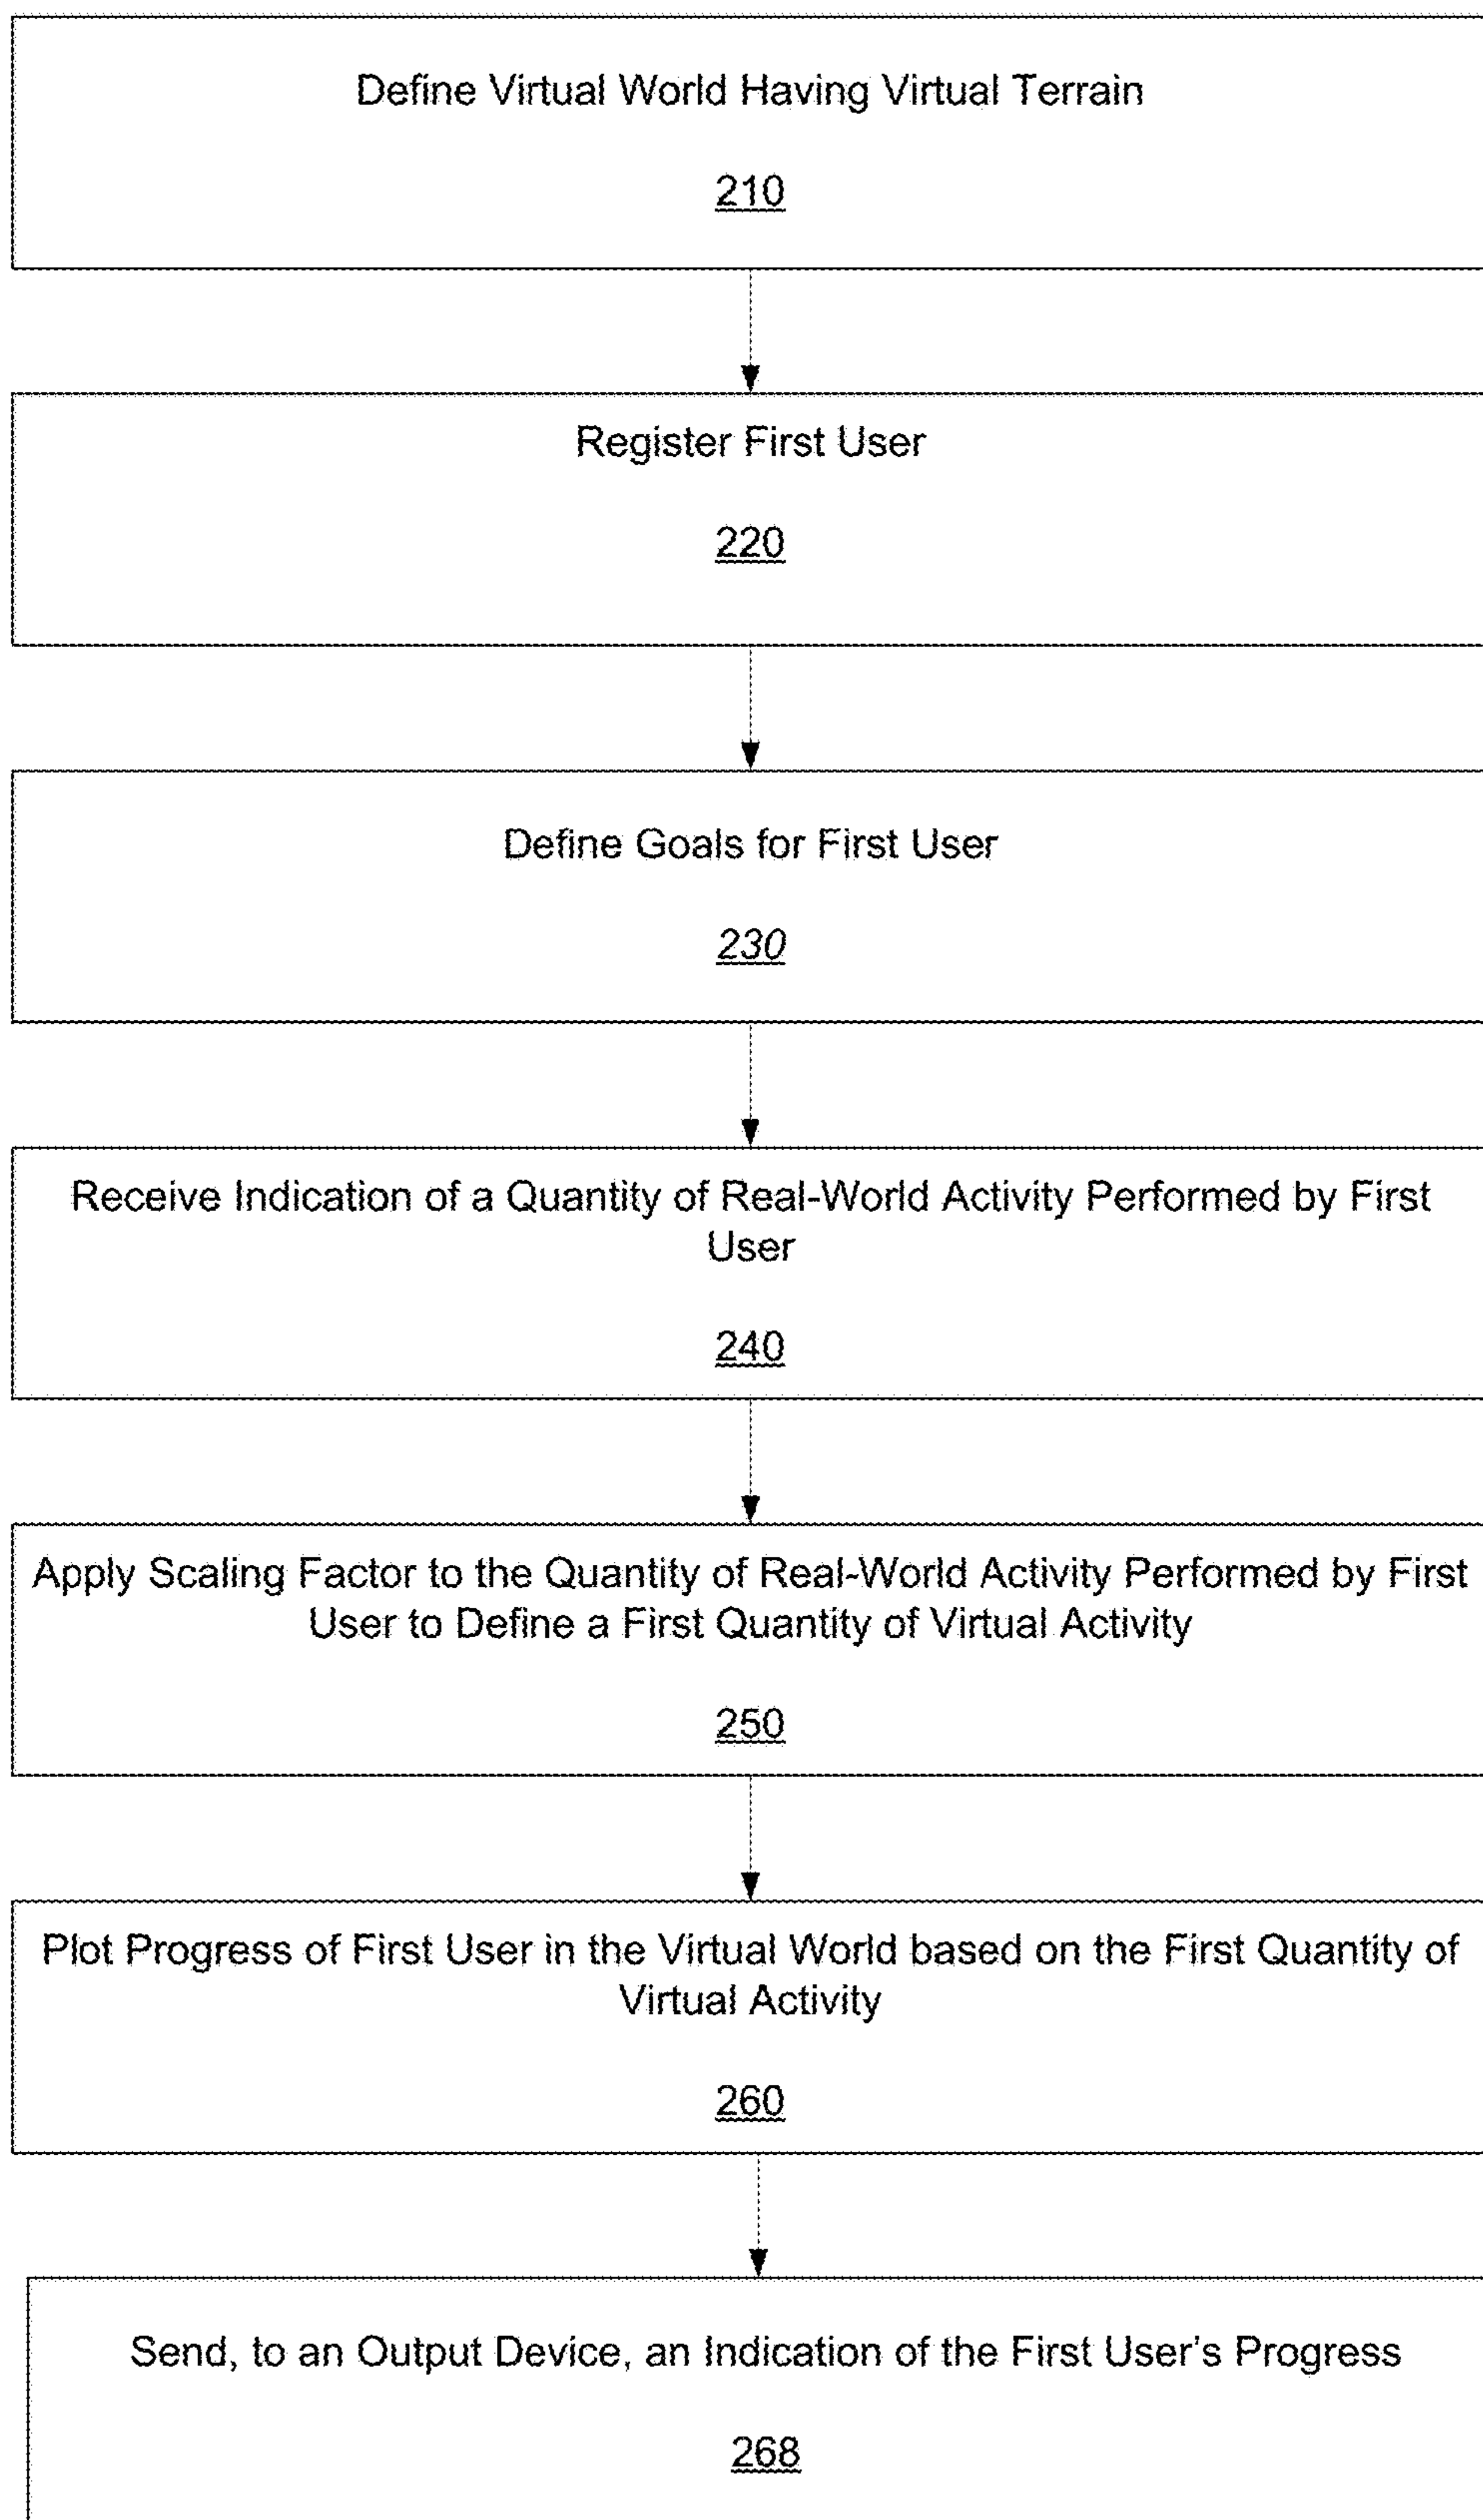 Define Virtual World Having Virtual Terrain
210
Register First User
220
Define Goals for First User
230
Receive Indication of a Quantity of Real-World Activity Performed by First
User
240
Apply Scaling Factor to the Quantity of Real-World Activity Performed by First
User to Define a First Quantity of Virtual Activity
250
Plot Progress of First User in the Virtual World based on the First Quantity of
Virtual Activity
260
Send, to an Output Device, an Indication of the First User's Progress
268